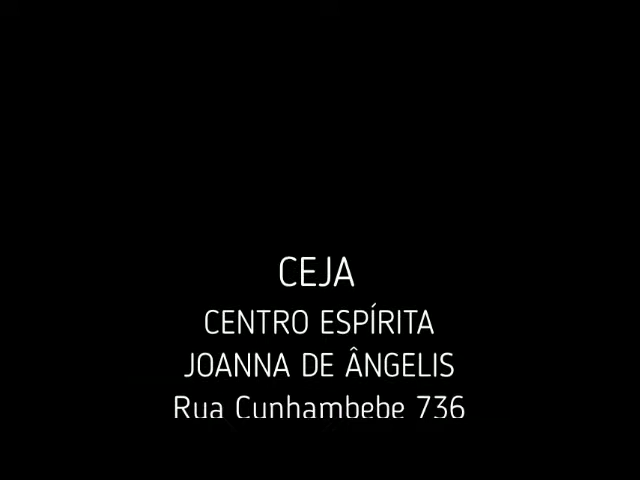 CEJA
CENTRO ESPÍRITA
JOANNA DE ÂNGELIS
Rua Cunhambebe 736